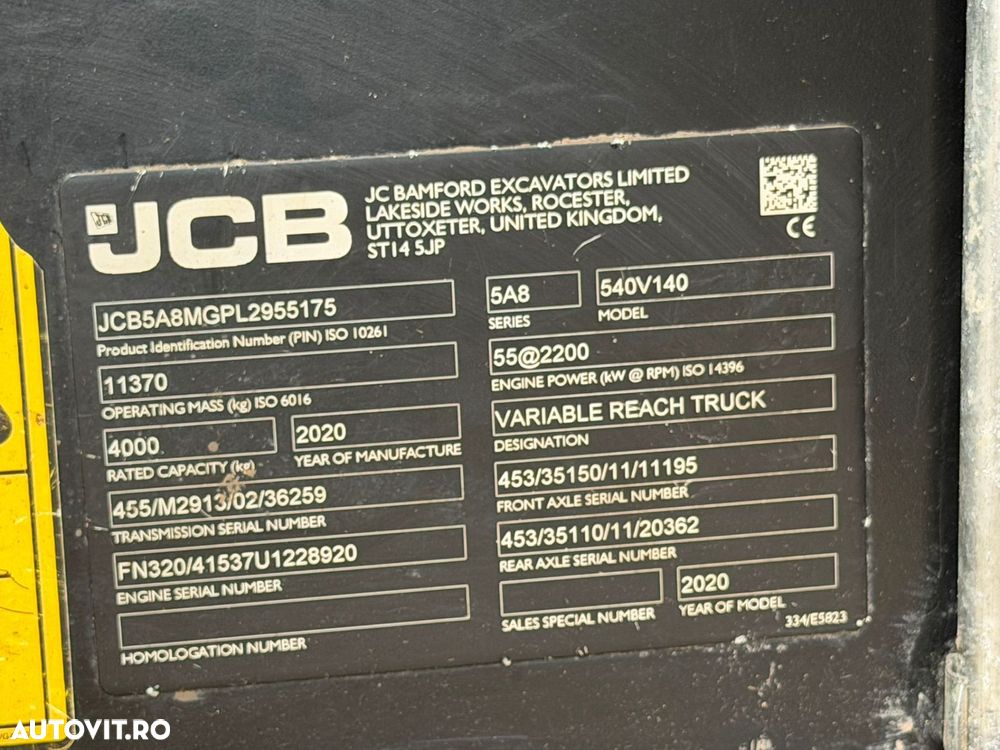 JCB
JC BAMFORD EXCAVATORS LIMITED
LAKESIDE WORKS, ROCESTER,
UTTOXETER, UNITED KINGDOM,
ST14 5JP
CE
JCB5A8MGPL2955175
Product Identification Number (PIN) ISO 10261
5A8
SERIES
540V140
MODEL
11370
OPERATING MASS (kg) ISO 6016
55@2200
ENGINE POWER (kW @ RPM) ISO 14396
4000
RATED CAPACITY (kg)
2020
YEAR OF MANUFACTURE
VARIABLE REACH TRUCK
DESIGNATION
455/M2913/02/36259
TRANSMISSION SERIAL NUMBER
453/35150/11/11195
FRONT AXLE SERIAL NUMBER
FN320/41537U1228920
ENGINE SERIAL NUMBER
453/35110/11/20362
REAR AXLE SERIAL NUMBER
HOMOLOGATION NUMBER
SALES SPECIAL NUMBER
2020
YEAR OF MODEL
334/E5823
AUTOVIT.RO